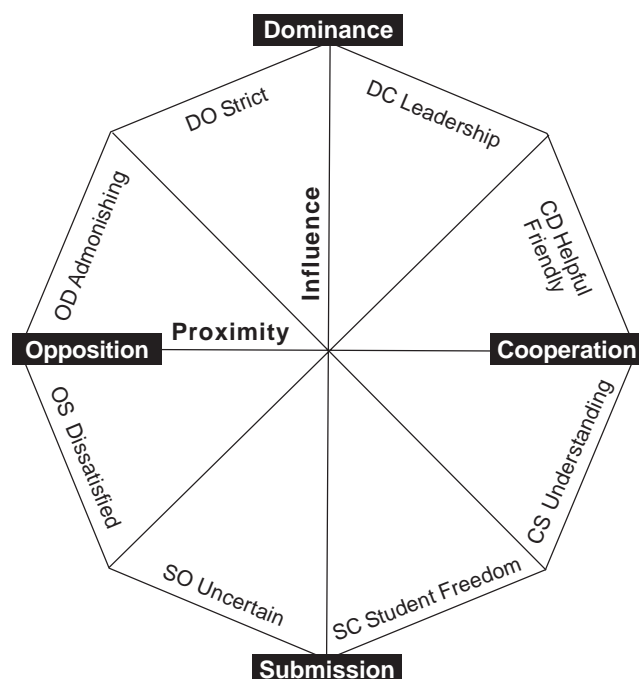 Dominance
DO Strict
DC Leadership
OD Admonishing
Influence
CD Helpful
Friendly
Proximity
Opposition
Cooperation
OS Dissatisfied
CS Understanding
SO Uncertain
SC Student Freedom
Submission